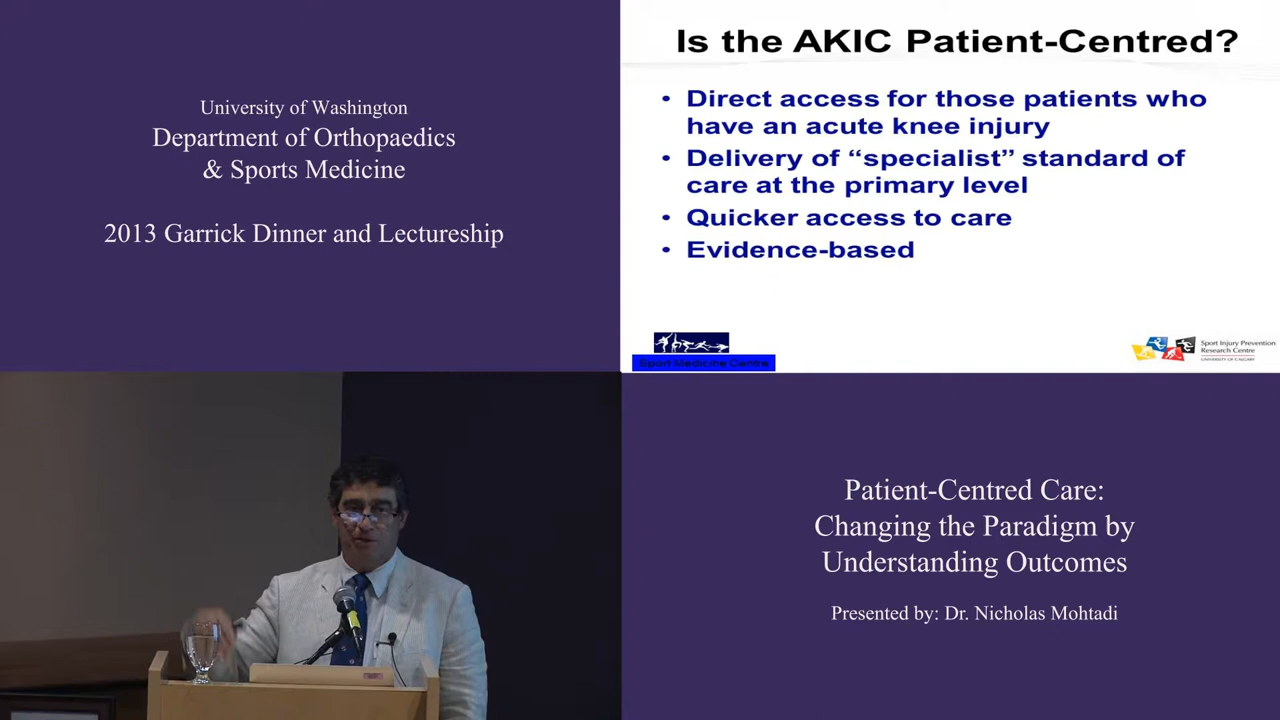 University of Washington
Department of Orthopaedics
& Sports Medicine
2013 Garrick Dinner and Lectureship
Is the AKIC Patient-Centred?
• Direct access for those patients who
have an acute knee injury
• Delivery of “specialist” standard of
care at the primary level
• Quicker access to care
• Evidence-based
Sport Medicine Centre
Sport Injury Prevention
Research Centre
UNIVERSITY OF CALGARY
Patient-Centred Care:
Changing the Paradigm by
Understanding Outcomes
Presented by: Dr. Nicholas Mohtadi